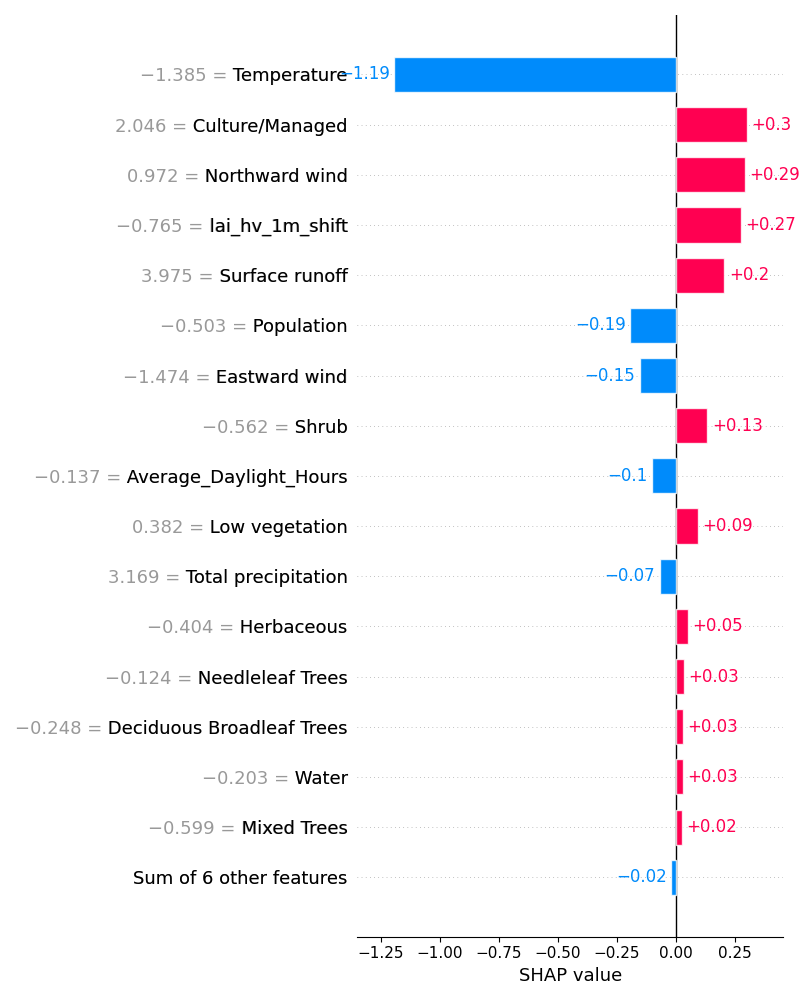 −1.385 = Temperature −1.19
2.046 = Culture/Managed +0.3
0.972 = Northward wind +0.29
−0.765 = lai_hv_1m_shift +0.27
3.975 = Surface runoff +0.2
−0.503 = Population −0.19
−1.474 = Eastward wind −0.15
−0.562 = Shrub +0.13
−0.137 = Average_Daylight_Hours −0.1
0.382 = Low vegetation +0.09
3.169 = Total precipitation −0.07
−0.404 = Herbaceous +0.05
−0.124 = Needleleaf Trees +0.03
−0.248 = Deciduous Broadleaf Trees +0.03
−0.203 = Water +0.03
−0.599 = Mixed Trees +0.02
Sum of 6 other features −0.02
−1.25 −1.00 −0.75 −0.50 −0.25 0.00 0.25
SHAP value